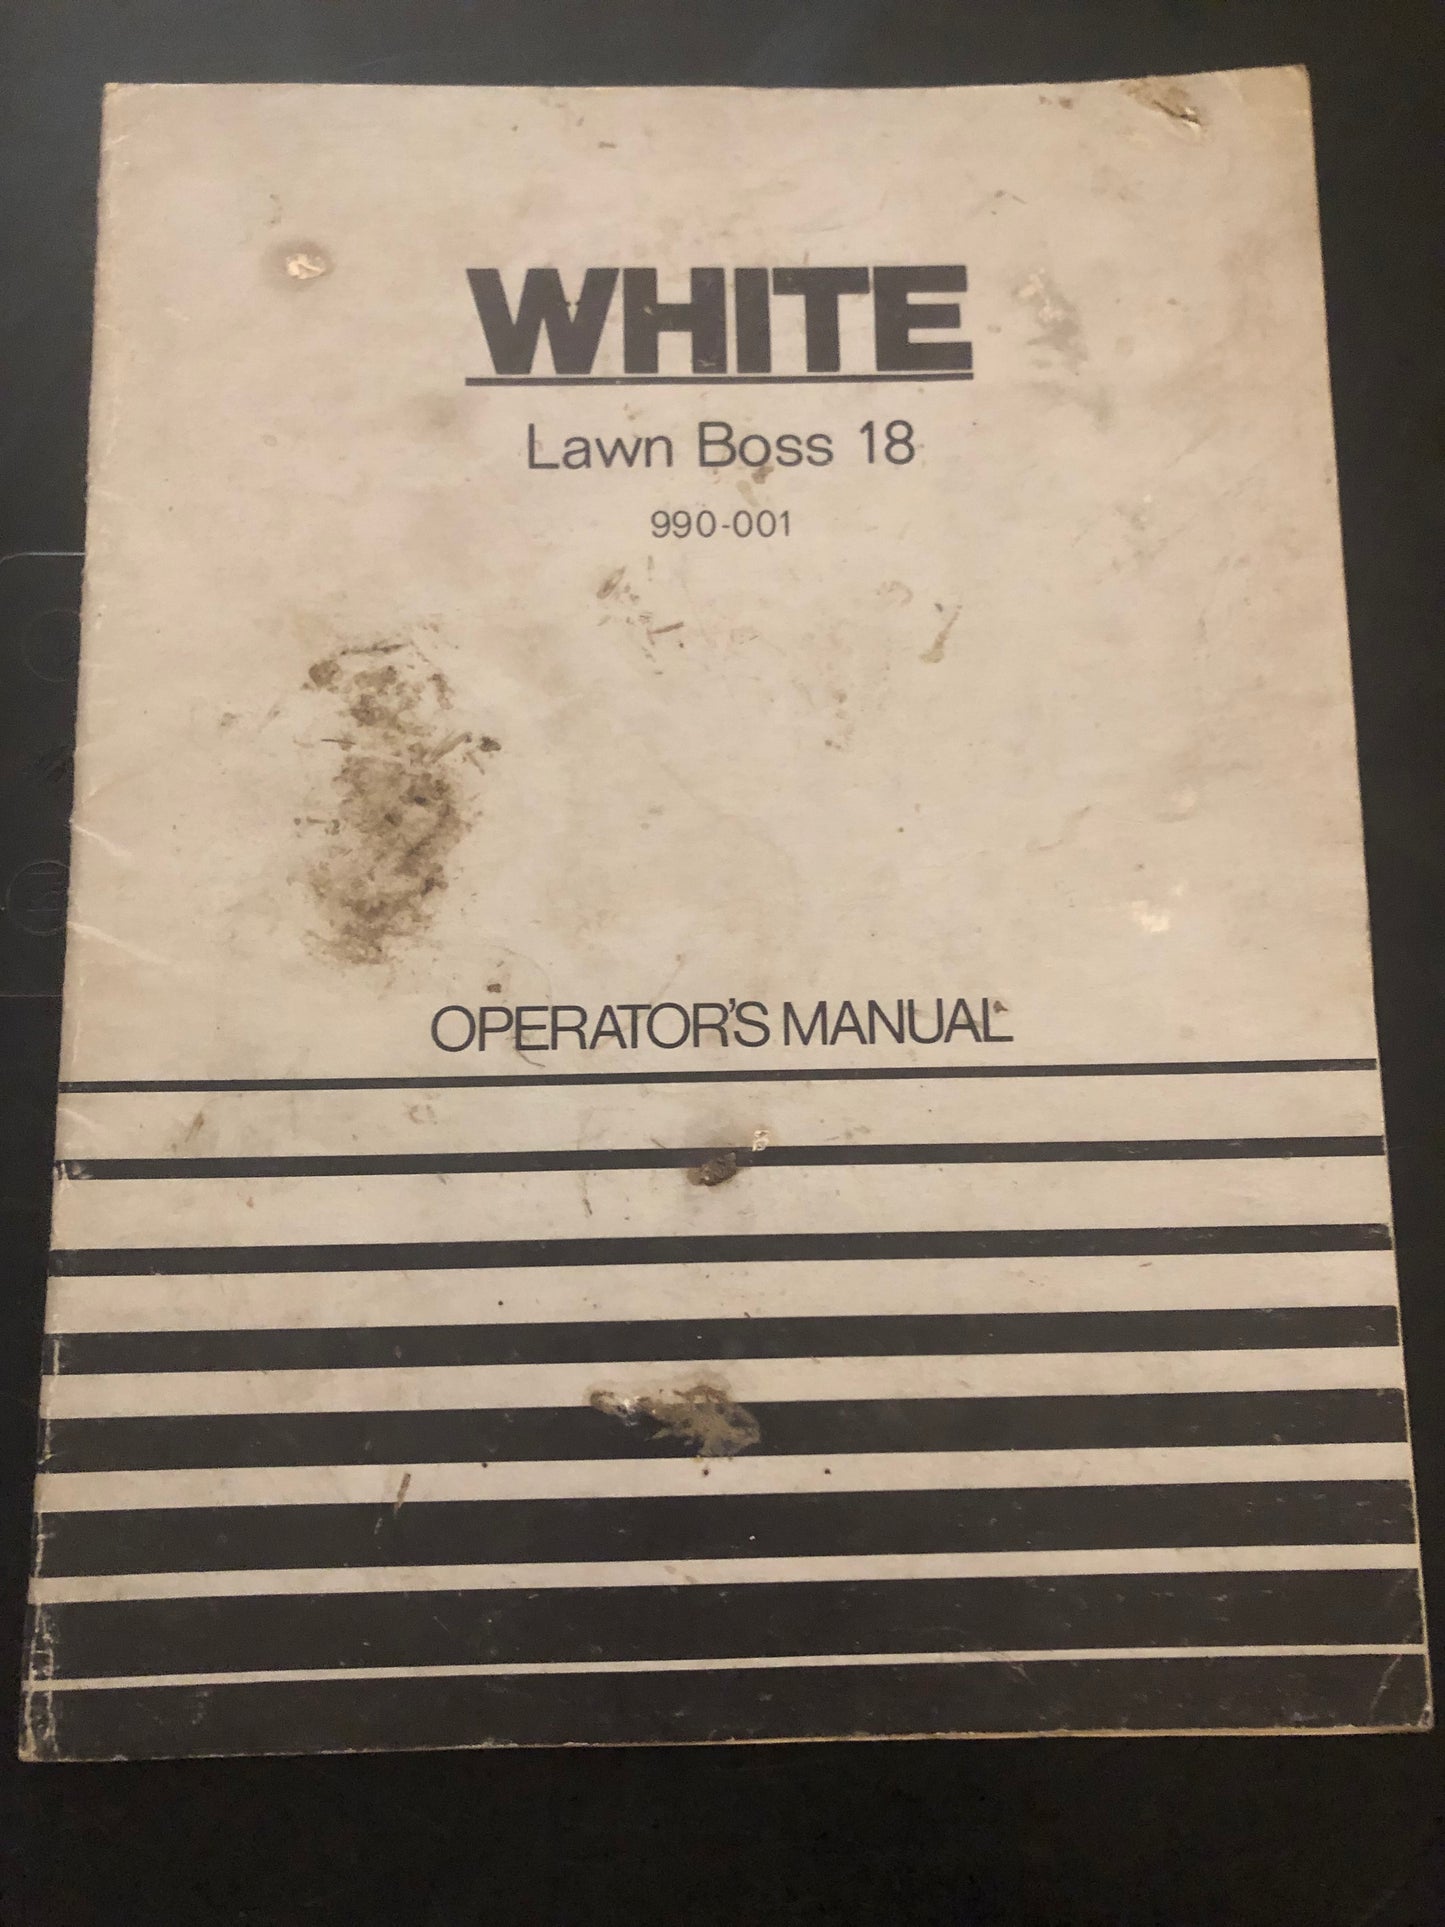 WHITE
Lawn Boss 18
990-001
OPERATOR'S MANUAL